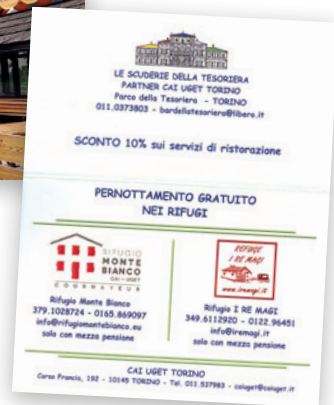 LE SCUDERIE DELLA TESORIERA
PARTNER CAI UGET TORINO
Parco della Tesoriera - TORINO
011.0373803 - bardellatesoriera@libero.it
SCONTO 10% sui servizi di ristorazione
PERNOTTAMENTO GRATUITO
NEI RIFUGI
RIFUGIO
MONTE
BIANCO
CAI - UGET
COURMAYEUR
Rifugio Monte Bianco
379.1028724 - 0165.869097
info@rifugiomontebianco.eu
solo con mezza pensione
REFUGE
I RE MAGI
www.iremagi.it
Rifugio I RE MAGI
349.6112920 - 0122.96451
info@iremagi.it
solo con mezza pensione
CAI UGET TORINO
Corso Francia, 192 - 10145 TORINO - Tel. 011.537983 - caiuget@caiuget.it